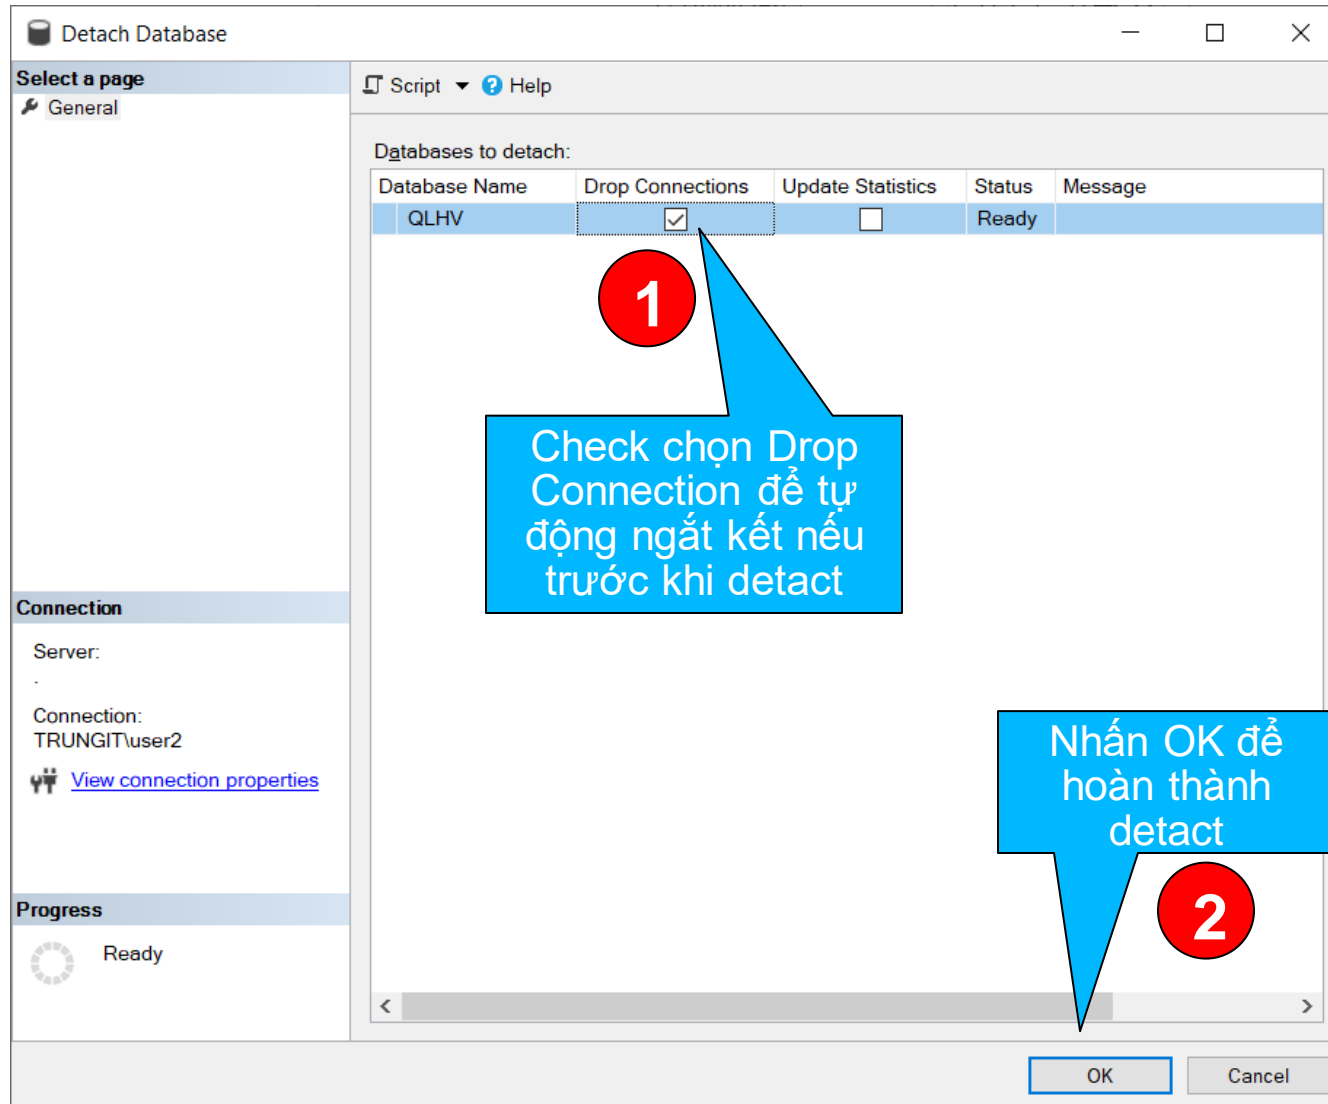 Detach Database
Select a page
General
Script
Help
Databases to detach:
Database Name Drop Connections Update Statistics Status Message
QLHV Ready
1
Check chọn Drop
Connection để tự
động ngắt kết nếu
trước khi detact
Connection
Server:
.
Connection:
TRUNGIT\user2
View connection properties
Nhấn OK để
hoàn thành
detact
2
Progress
Ready
OK
Cancel